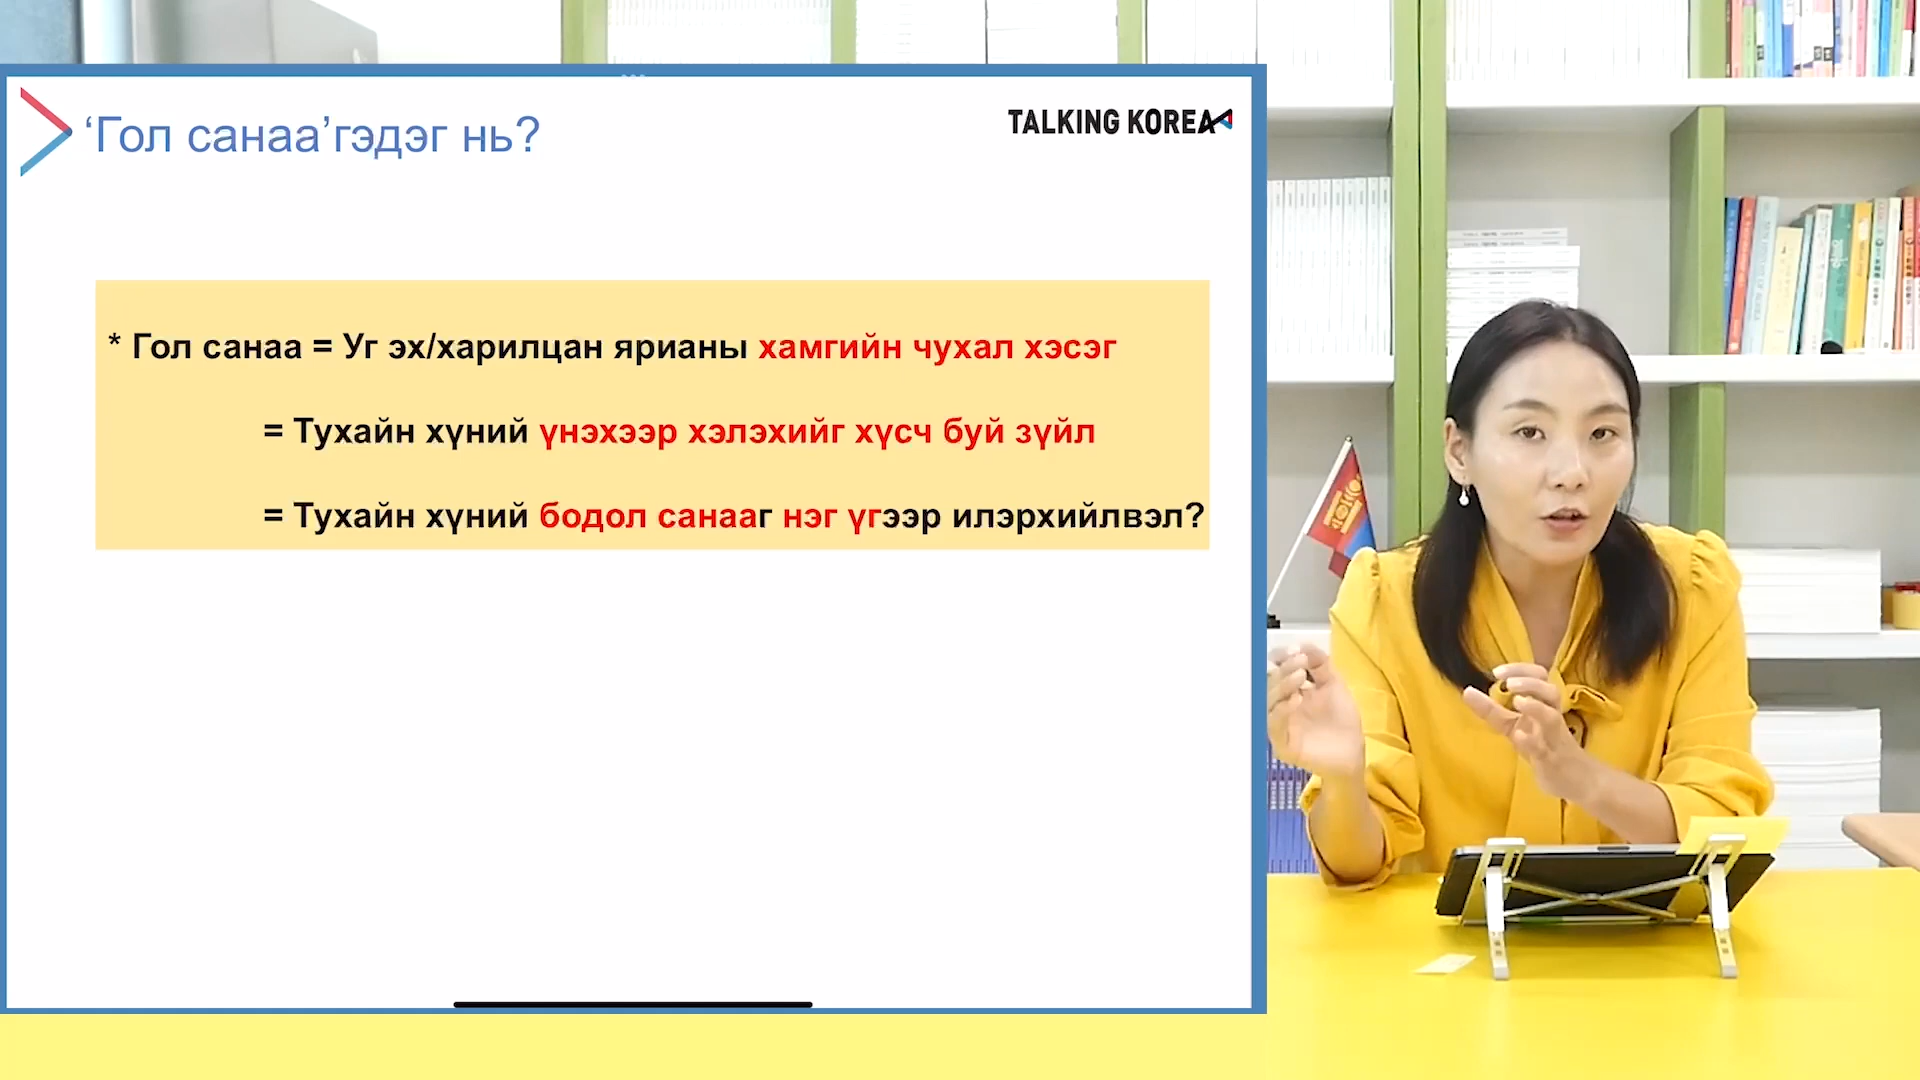 ‘Гол санаа’гэдэг нь?
TALKING KOREA
* Гол санаа = Уг эх/харилцан ярианы хамгийн чухал хэсэг
= Тухайн хүний үнэхээр хэлэхийг хүсч буй зүйл
= Тухайн хүний бодол санааг нэг үгээр илэрхийлвэл?